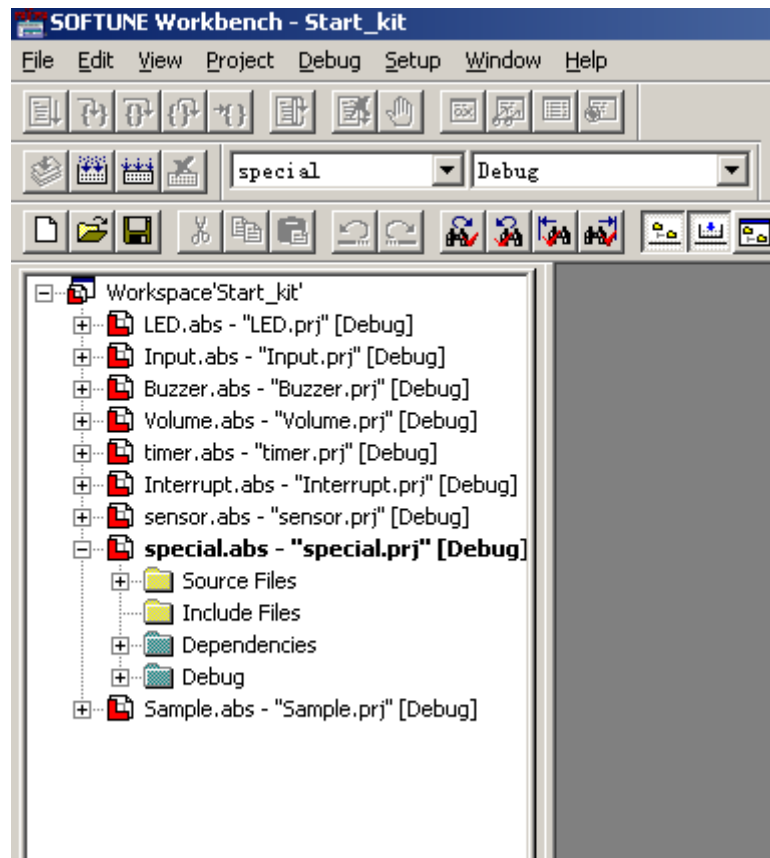 SOFTUNE Workbench - Start_kit
File Edit View Project Debug Setup Window Help
special Debug
Workspace'Start_kit'
LED.abs - "LED.prj" [Debug]
Input.abs - "Input.prj" [Debug]
Buzzer.abs - "Buzzer.prj" [Debug]
Volume.abs - "Volume.prj" [Debug]
timer.abs - "timer.prj" [Debug]
Interrupt.abs - "Interrupt.prj" [Debug]
sensor.abs - "sensor.prj" [Debug]
special.abs - "special.prj" [Debug]
Source Files
Include Files
Dependencies
Debug
Sample.abs - "Sample.prj" [Debug]